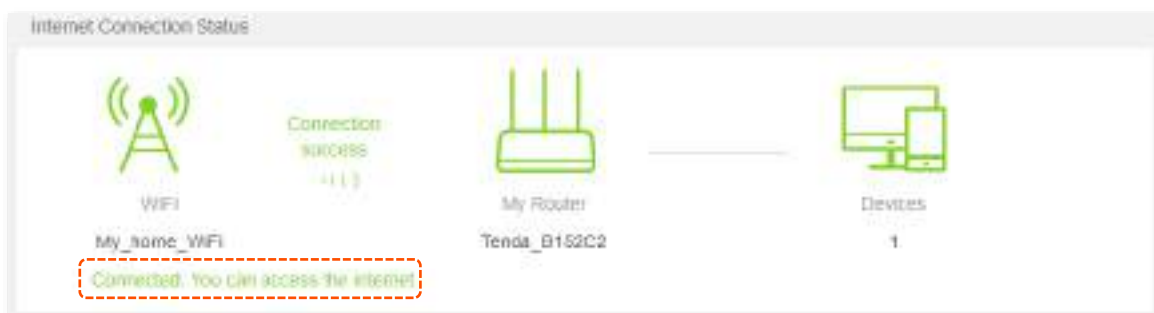 Internet Connection Status
Connection
success
WiFi
My Router
Devices
My_home_WiFi
Tenda_B152C2
1
Connected. You can access the internet